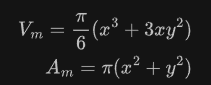 $V_m = \frac{\pi}{6}(x^3 + 3xy^2)$
$A_m = \pi(x^2 + y^2)$